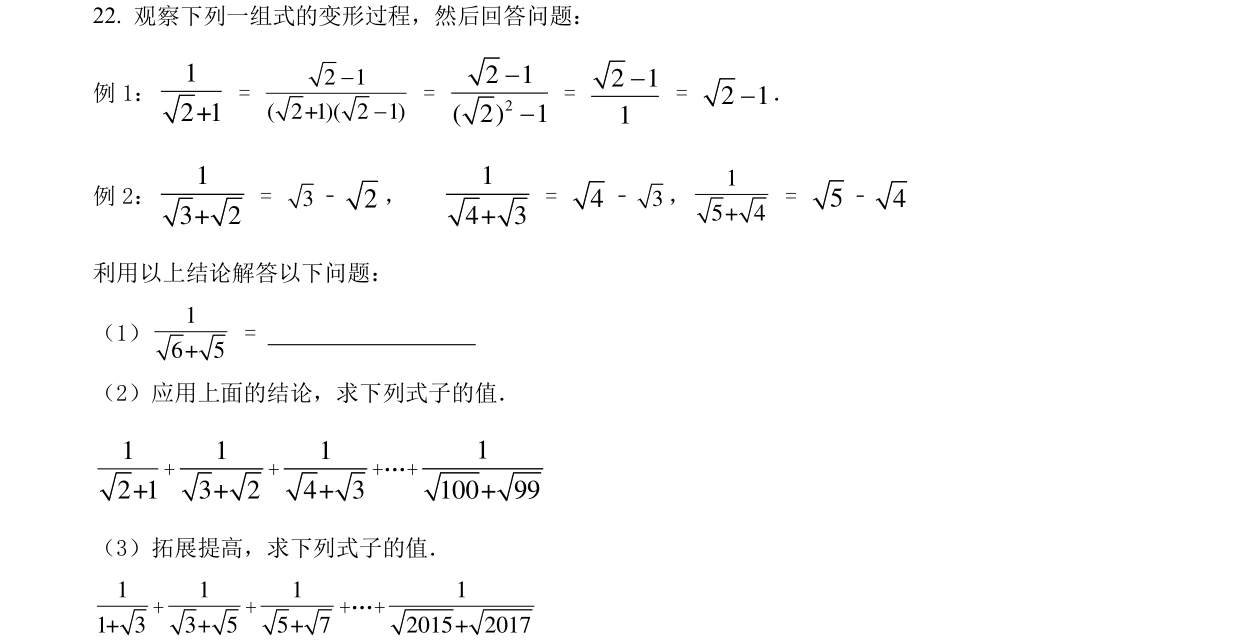 22. 观察下列一组式的变形过程，然后回答问题：
例 1：1/(√2+1) = (√2−1)/((√2+1)(√2−1)) = (√2−1)/((√2)²−1) = (√2−1)/1 = √2−1．
例 2：1/(√3+√2) = √3 - √2， 1/(√4+√3) = √4 - √3，1/(√5+√4) = √5 - √4
利用以上结论解答以下问题：
（1）1/(√6+√5) = ________________
（2）应用上面的结论，求下列式子的值．
1/(√2+1)+1/(√3+√2)+1/(√4+√3)+…+1/(√100+√99)
（3）拓展提高，求下列式子的值．
1/(1+√3)+1/(√3+√5)+1/(√5+√7)+…+1/(√2015+√2017)